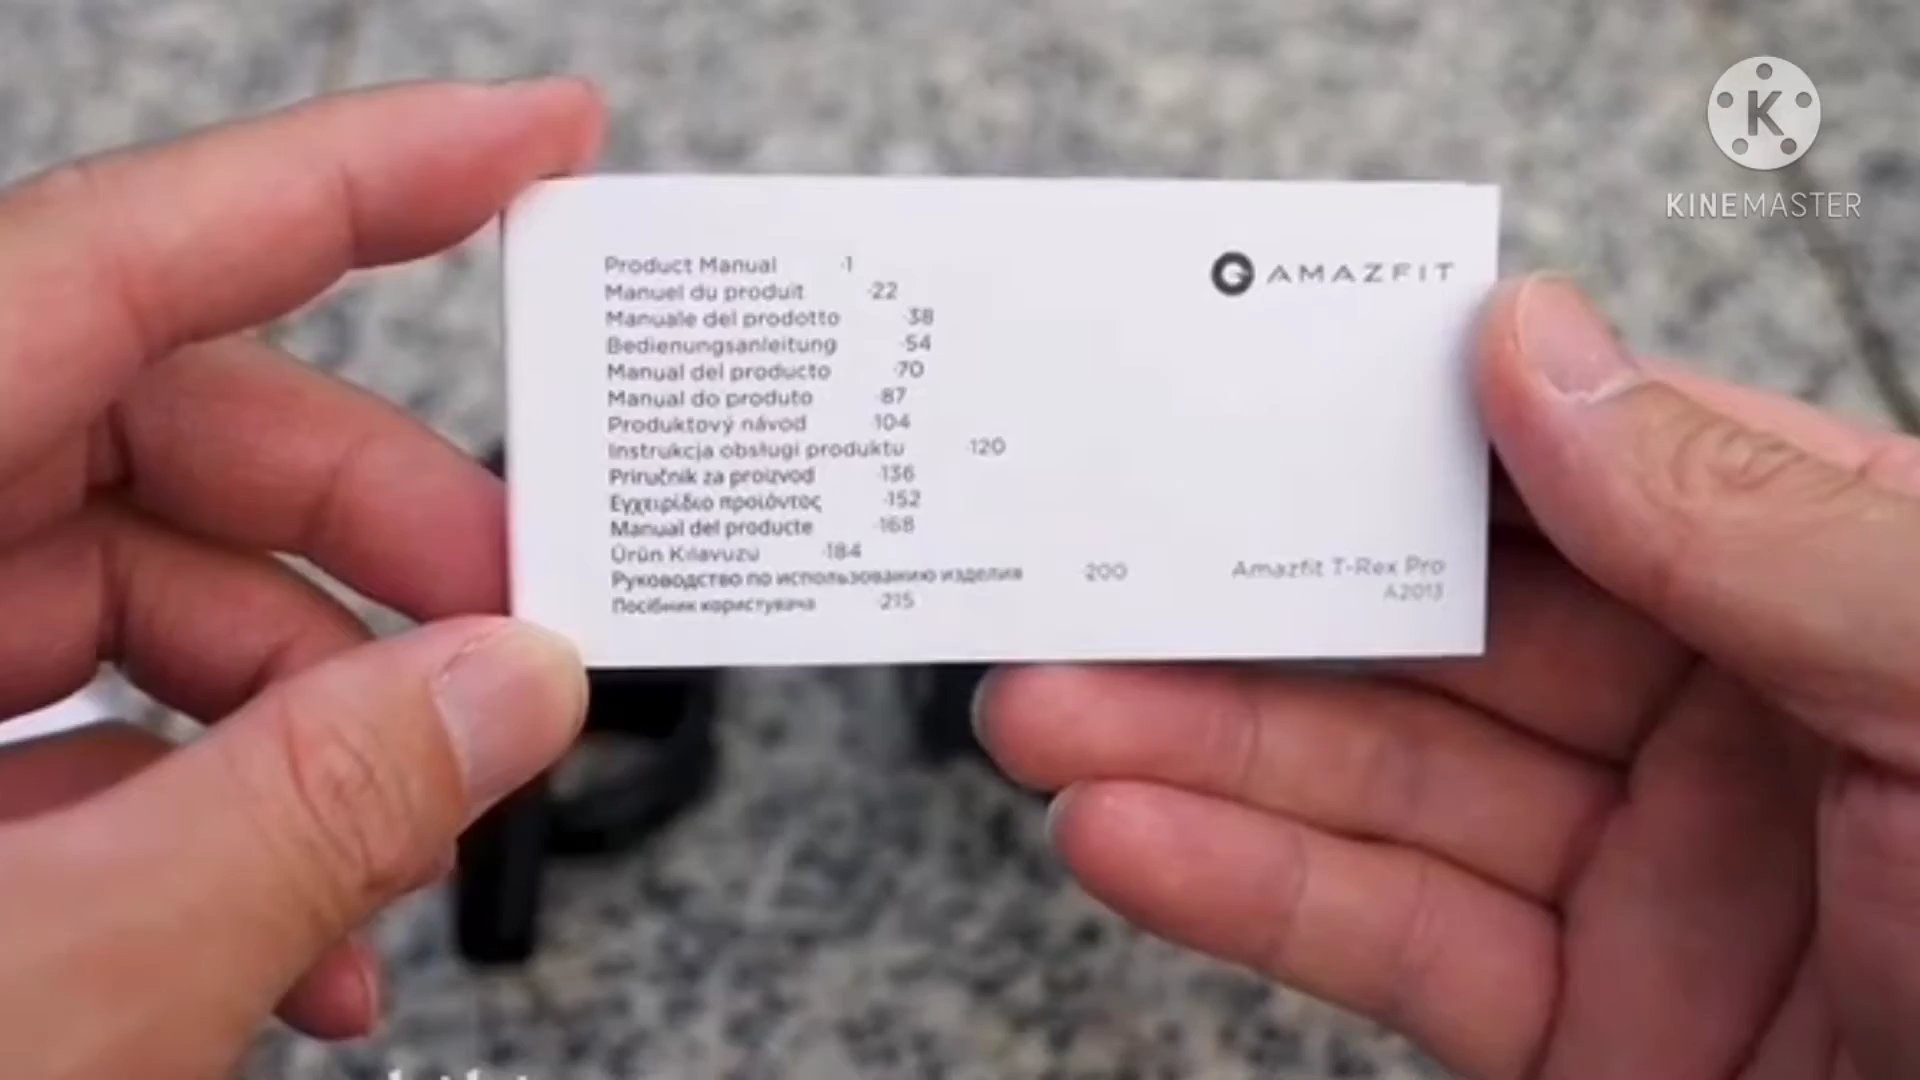 K
KINEMASTER
AMAZFIT
Product Manual ·1
Manuel du produit ·22
Manuale del prodotto ·38
Bedienungsanleitung ·54
Manual del producto ·70
Manual do produto ·87
Produktový návod ·104
Instrukcja obsługi produktu ·120
Priručnik za proizvod ·136
Εγχειρίδιο προϊόντος ·152
Manual del producte ·168
Ürün Kılavuzu ·184
Руководство по использованию изделия ·200
Посібник користувача ·215
Amazfit T-Rex Pro
A2013